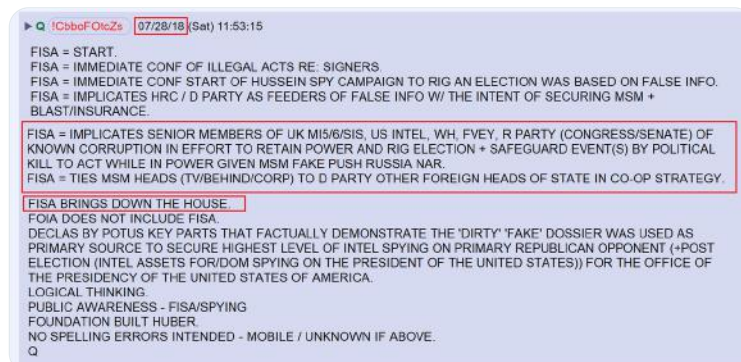 ▶ Q !CbboFOtcZs 07/28/18 (Sat) 11:53:15
FISA = START.
FISA = IMMEDIATE CONF OF ILLEGAL ACTS RE: SIGNERS.
FISA = IMMEDIATE CONF START OF HUSSEIN SPY CAMPAIGN TO RIG AN ELECTION WAS BASED ON FALSE INFO.
FISA = IMPLICATES HRC / D PARTY AS FEEDERS OF FALSE INFO W/ THE INTENT OF SECURING MSM +
BLAST/INSURANCE.
FISA = IMPLICATES SENIOR MEMBERS OF UK MI5/6/SIS, US INTEL, WH, FVEY, R PARTY (CONGRESS/SENATE) OF
KNOWN CORRUPTION IN EFFORT TO RETAIN POWER AND RIG ELECTION + SAFEGUARD EVENT(S) BY POLITICAL
KILL TO ACT WHILE IN POWER GIVEN MSM FAKE PUSH RUSSIA NAR.
FISA = TIES MSM HEADS (TV/BEHIND/CORP) TO D PARTY OTHER FOREIGN HEADS OF STATE IN CO-OP STRATEGY.
FISA BRINGS DOWN THE HOUSE.
FOIA DOES NOT INCLUDE FISA.
DECLAS BY POTUS KEY PARTS THAT FACTUALLY DEMONSTRATE THE 'DIRTY' 'FAKE' DOSSIER WAS USED AS
PRIMARY SOURCE TO SECURE HIGHEST LEVEL OF INTEL SPYING ON PRIMARY REPUBLICAN OPPONENT (+POST
ELECTION (INTEL ASSETS FOR/DOM SPYING ON THE PRESIDENT OF THE UNITED STATES)) FOR THE OFFICE OF
THE PRESIDENCY OF THE UNITED STATES OF AMERICA.
LOGICAL THINKING.
PUBLIC AWARENESS - FISA/SPYING
FOUNDATION BUILT HUBER.
NO SPELLING ERRORS INTENDED - MOBILE / UNKNOWN IF ABOVE.
Q